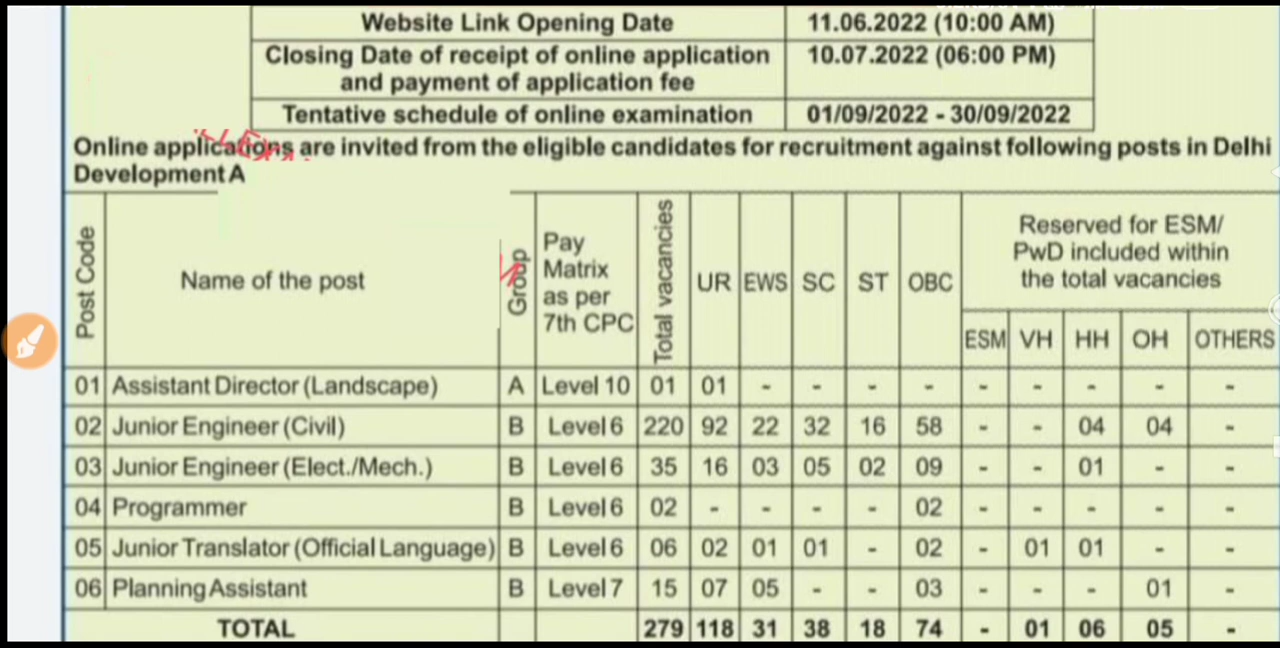 Website Link Opening Date 11.06.2022 (10:00 AM)
Closing Date of receipt of online application 10.07.2022 (06:00 PM)
and payment of application fee
Tentative schedule of online examination 01/09/2022 - 30/09/2022
Online applications are invited from the eligible candidates for recruitment against following posts in Delhi
Development A
Post Code Name of the post Group Pay Matrix as per 7th CPC Total vacancies UR EWS SC ST OBC Reserved for ESM/ PwD included within the total vacancies
ESM VH HH OH OTHERS
01 Assistant Director (Landscape) A Level 10 01 01 - - - - - - - - -
02 Junior Engineer (Civil) B Level 6 220 92 22 32 16 58 - - 04 04 -
03 Junior Engineer (Elect./Mech.) B Level 6 35 16 03 05 02 09 - - 01 - -
04 Programmer B Level 6 02 - - - - 02 - - - - -
05 Junior Translator (Official Language) B Level 6 06 02 01 01 - 02 - 01 01 - -
06 Planning Assistant B Level 7 15 07 05 - - 03 - - - 01 -
TOTAL 279 118 31 38 18 74 - 01 06 05 -